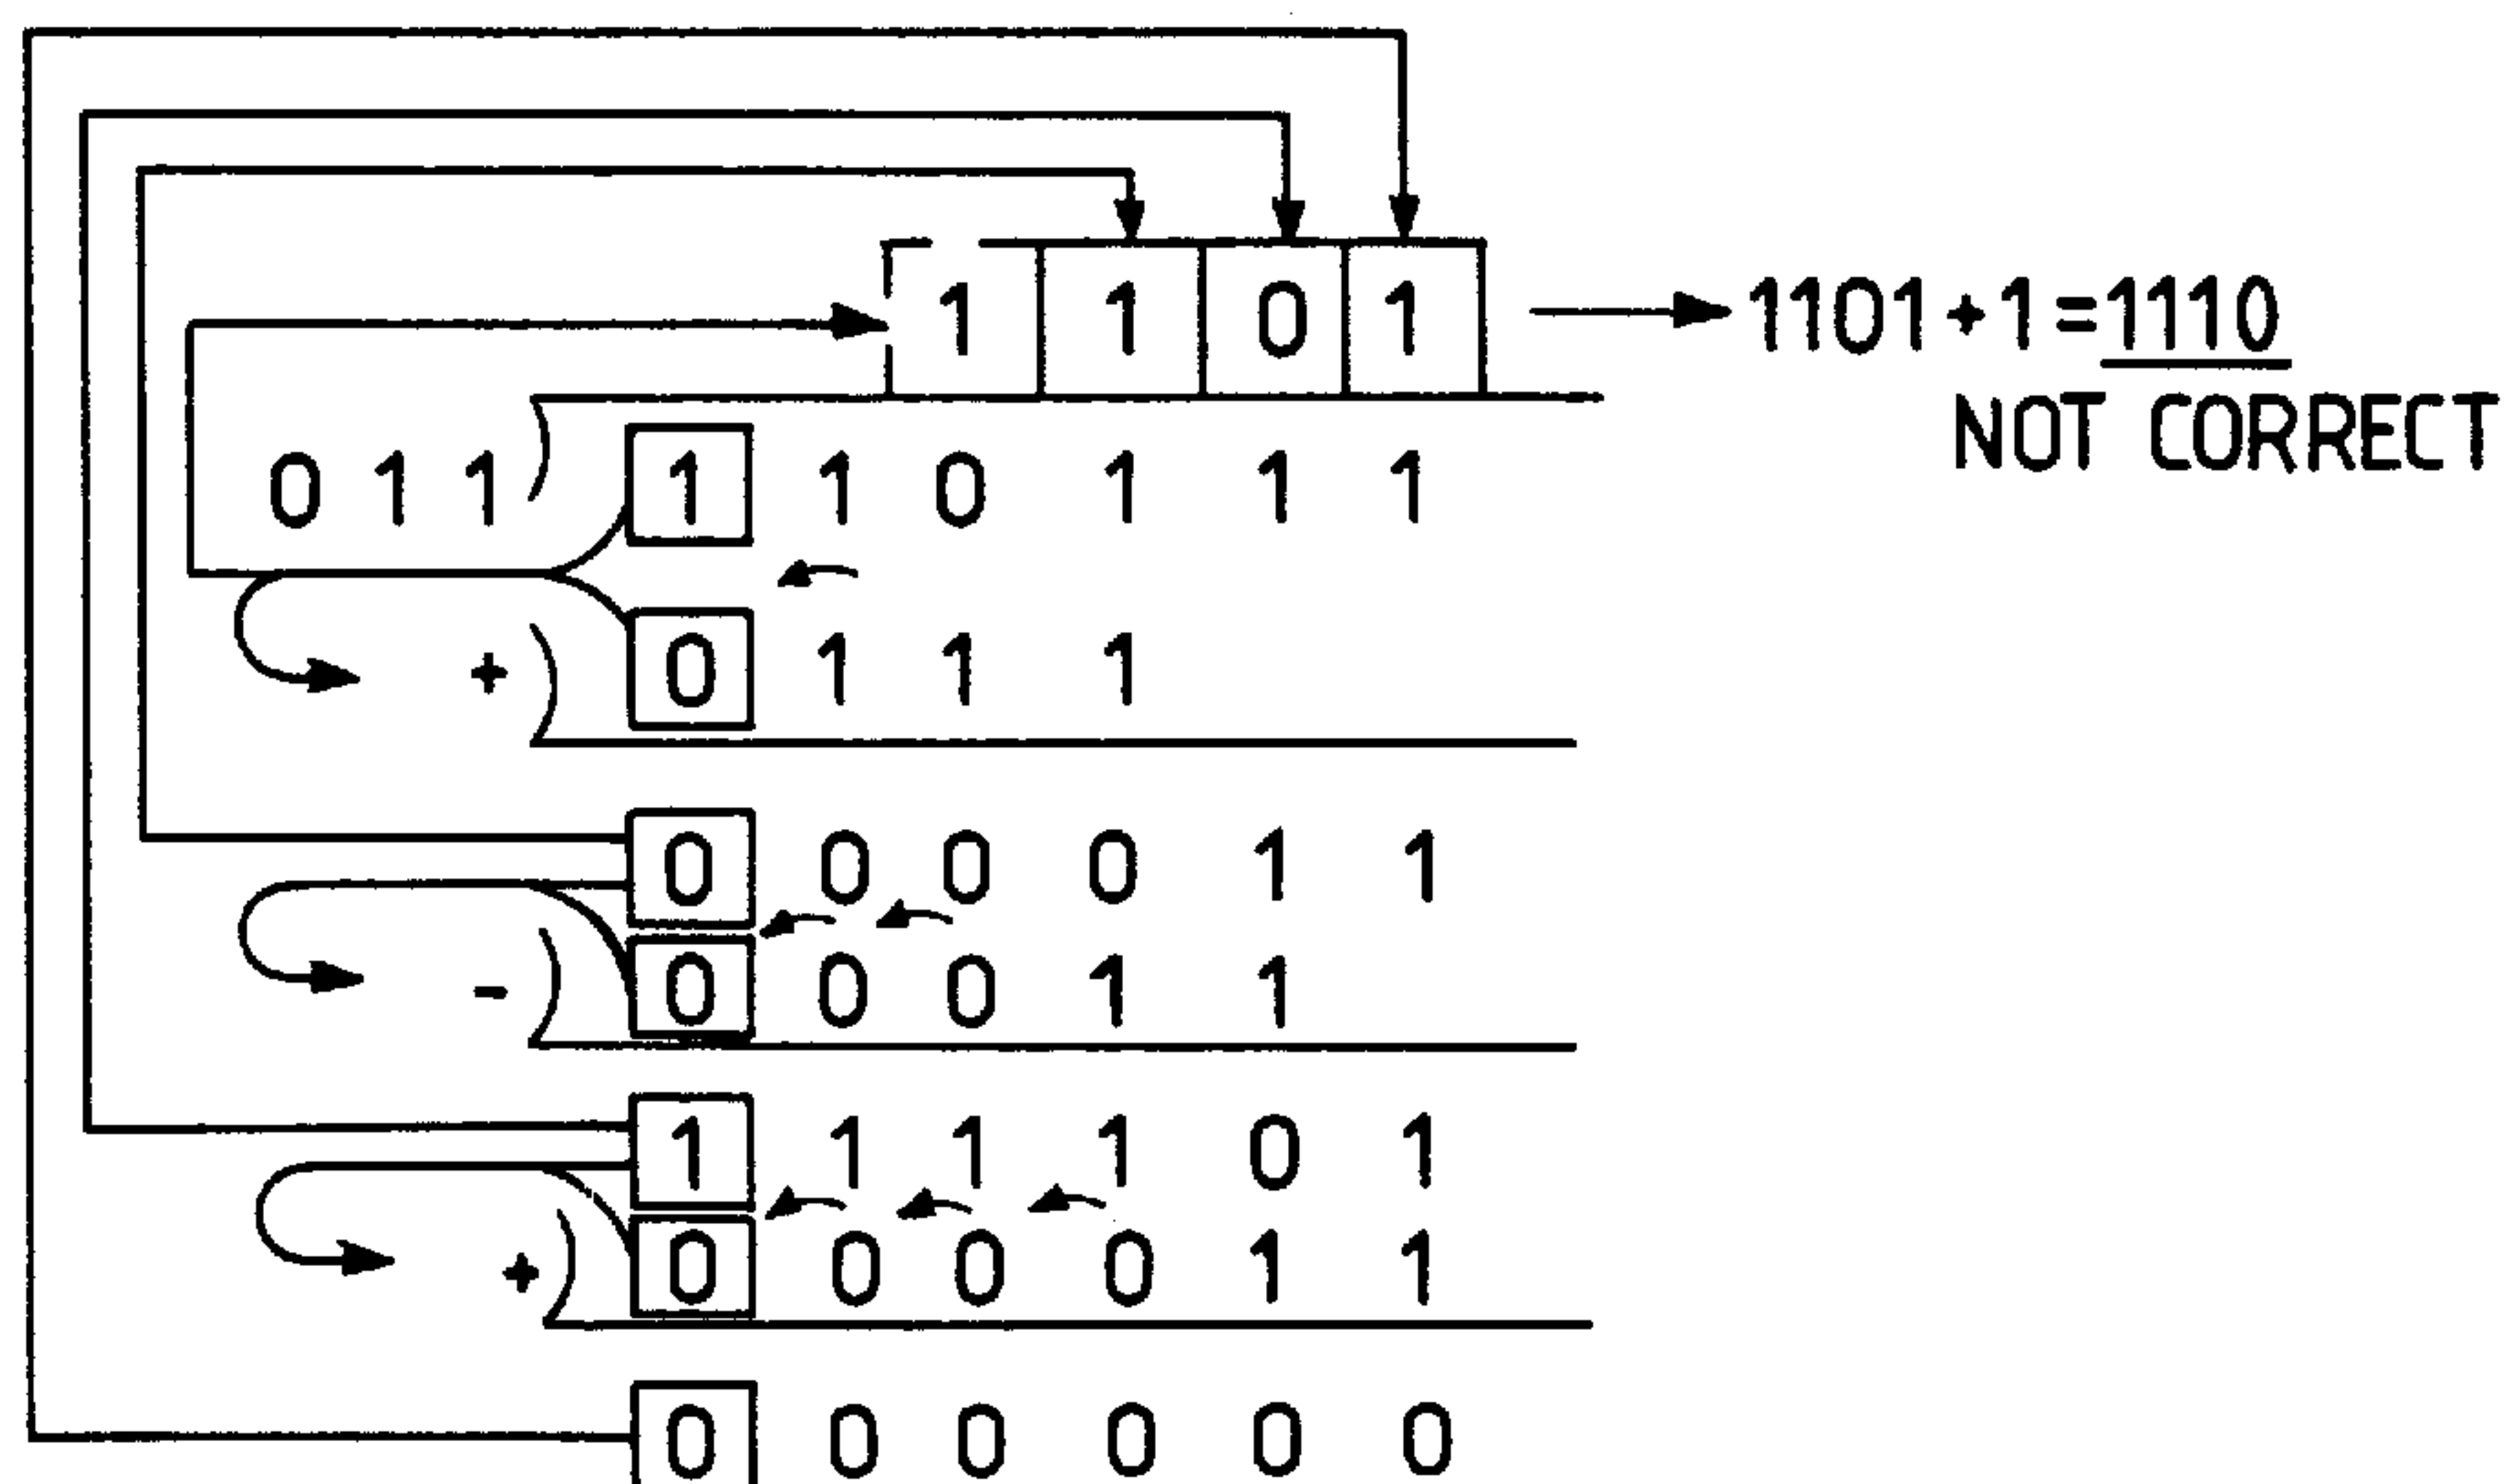 1 1 0 1 1101+1=1110
NOT CORRECT
0 1 1 1 1 0 1 1 1
+ 0 1 1 1
0 0 0 0 1 1
- 0 0 0 1 1
1 1 1 1 0 1
+ 0 0 0 0 1 1
0 0 0 0 0 0